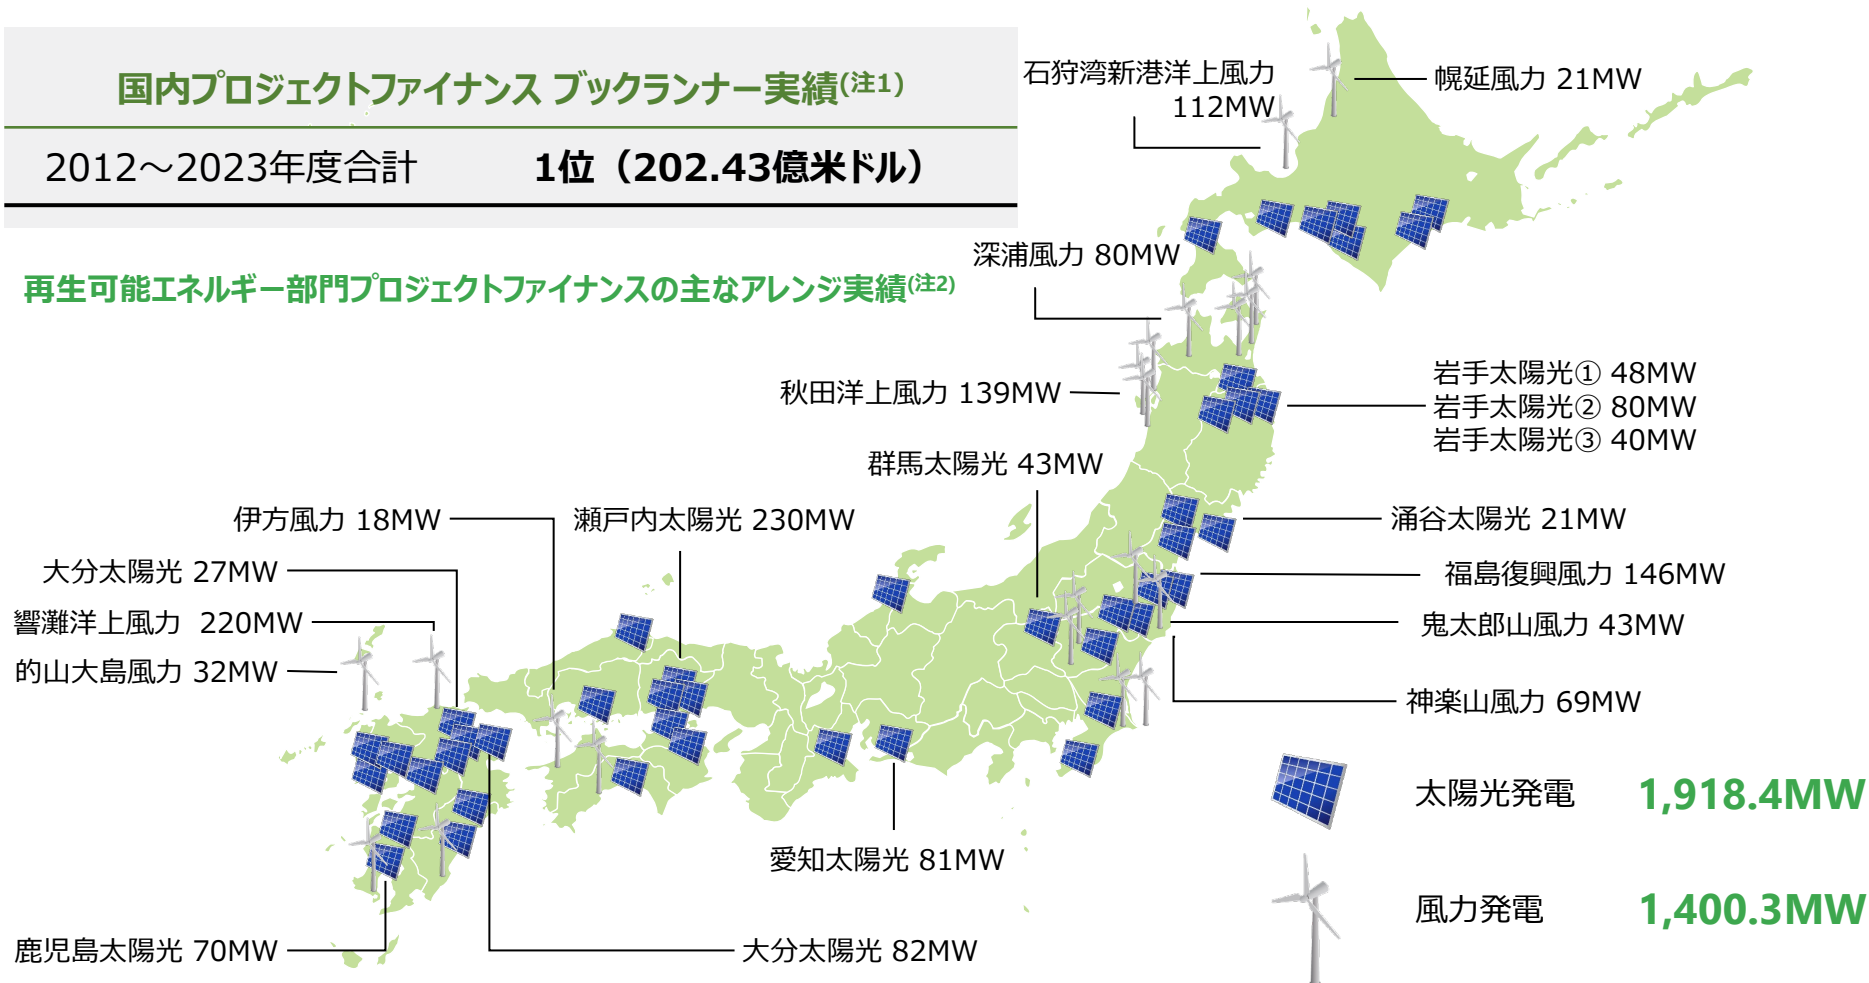 国内プロジェクトファイナンス ブックランナー実績(注1)
2012～2023年度合計 1位（202.43億米ドル）
再生可能エネルギー部門プロジェクトファイナンスの主なアレンジ実績(注2)
石狩湾新港洋上風力
112MW
幌延風力 21MW
深浦風力 80MW
秋田洋上風力 139MW
岩手太陽光① 48MW
岩手太陽光② 80MW
岩手太陽光③ 40MW
群馬太陽光 43MW
伊方風力 18MW
瀬戸内太陽光 230MW
涌谷太陽光 21MW
大分太陽光 27MW
福島復興風力 146MW
響灘洋上風力 220MW
鬼太郎山風力 43MW
的山大島風力 32MW
神楽山風力 69MW
太陽光発電 1,918.4MW
愛知太陽光 81MW
風力発電 1,400.3MW
鹿児島太陽光 70MW
大分太陽光 82MW